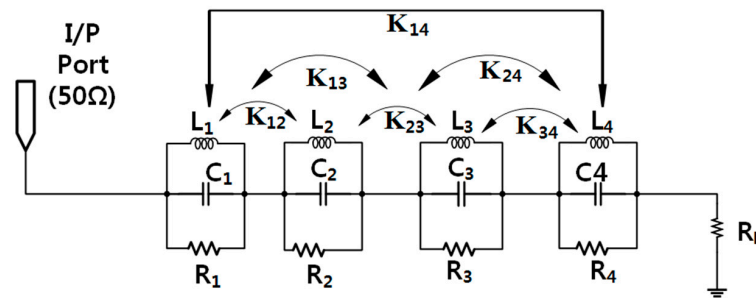 I/P
Port
(50Ω)
K₁₄
K₁₃
K₂₄
L₁
K₁₂
L₂
K₂₃
L₃
K₃₄
L₄
C₁
C₂
C₃
C4
R₁
R₂
R₃
R₄